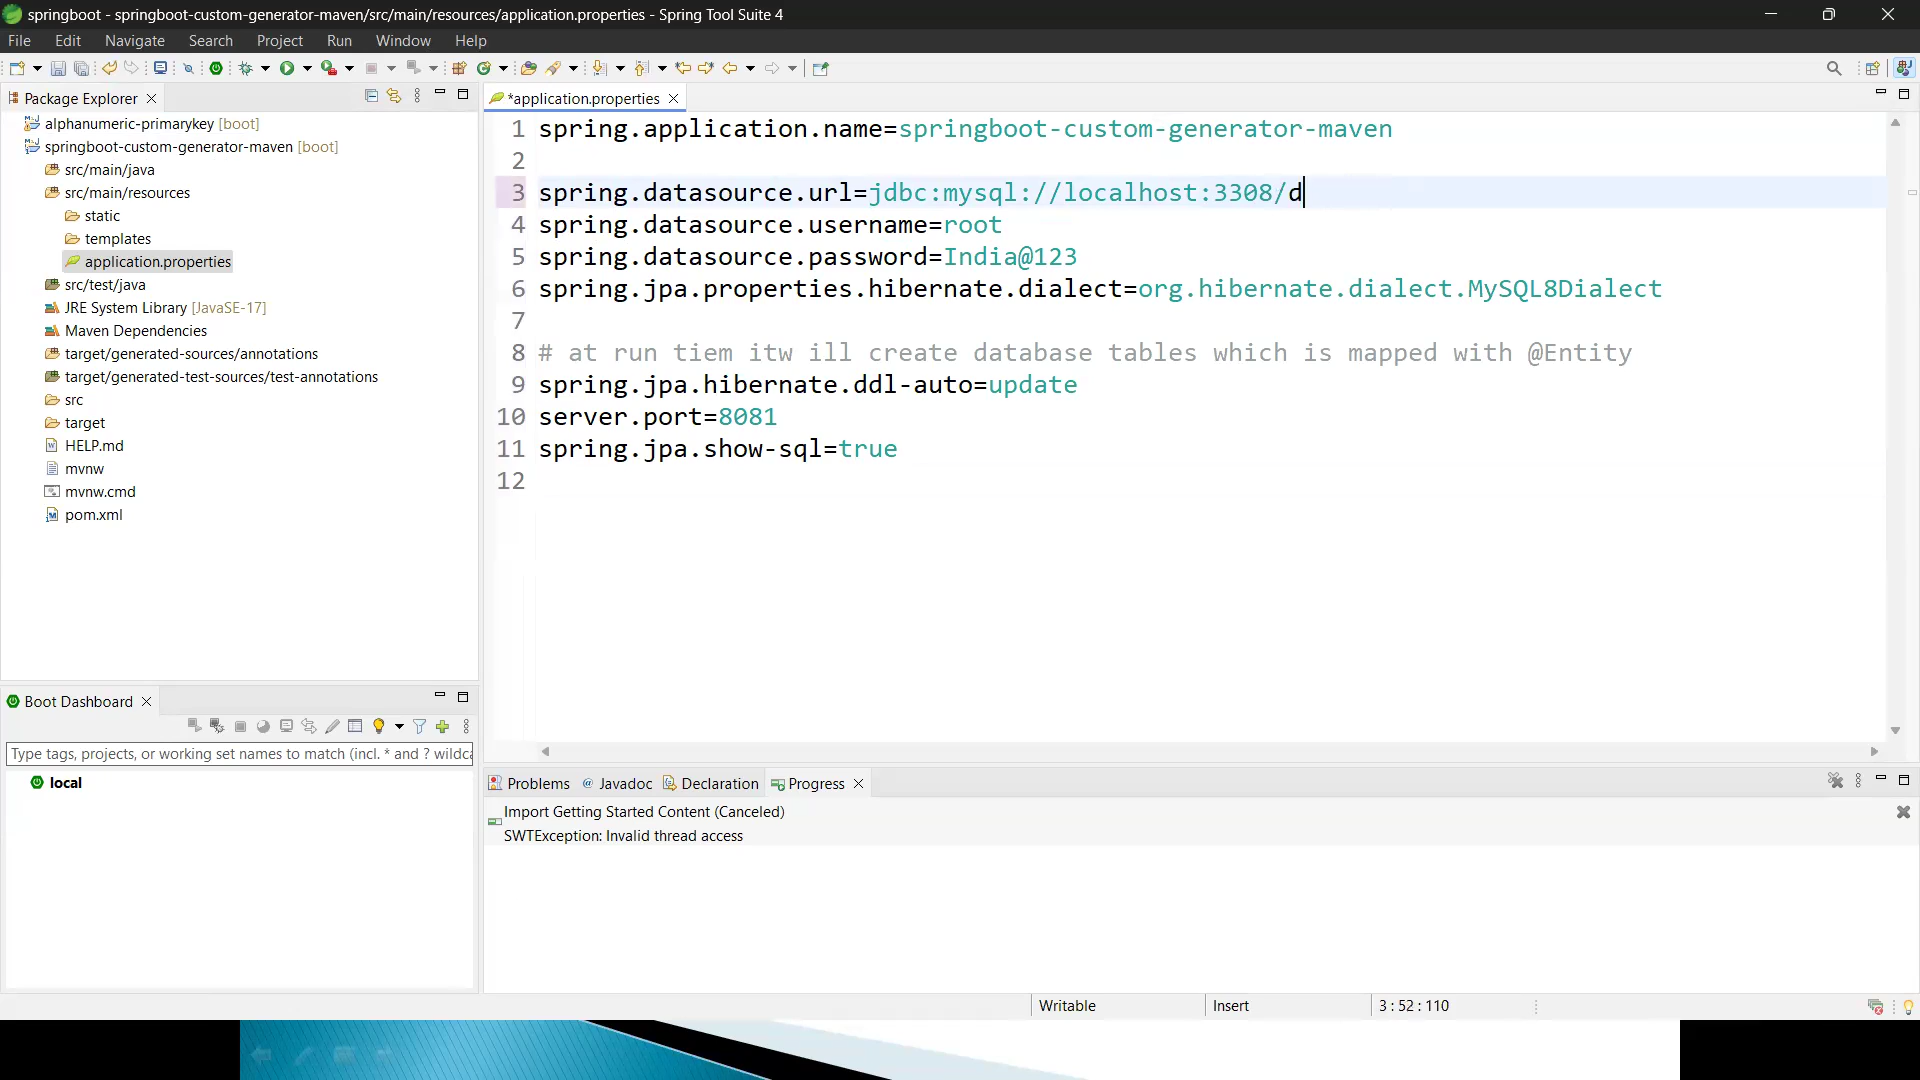 springboot - springboot-custom-generator-maven/src/main/resources/application.properties - Spring Tool Suite 4
File Edit Navigate Search Project Run Window Help
Package Explorer
alphanumeric-primarykey [boot]
springboot-custom-generator-maven [boot]
src/main/java
src/main/resources
static
templates
application.properties
src/test/java
JRE System Library [JavaSE-17]
Maven Dependencies
target/generated-sources/annotations
target/generated-test-sources/test-annotations
src
target
HELP.md
mvnw
mvnw.cmd
pom.xml
*application.properties
1 spring.application.name=springboot-custom-generator-maven
2
3 spring.datasource.url=jdbc:mysql://localhost:3308/d
4 spring.datasource.username=root
5 spring.datasource.password=India@123
6 spring.jpa.properties.hibernate.dialect=org.hibernate.dialect.MySQL8Dialect
7
8 # at run tiem itw ill create database tables which is mapped with @Entity
9 spring.jpa.hibernate.ddl-auto=update
10 server.port=8081
11 spring.jpa.show-sql=true
12
Boot Dashboard
Type tags, projects, or working set names to match (incl. * and ? wildca
local
Problems Javadoc Declaration Progress
Import Getting Started Content (Canceled)
SWTException: Invalid thread access
Writable Insert 3 : 52 : 110